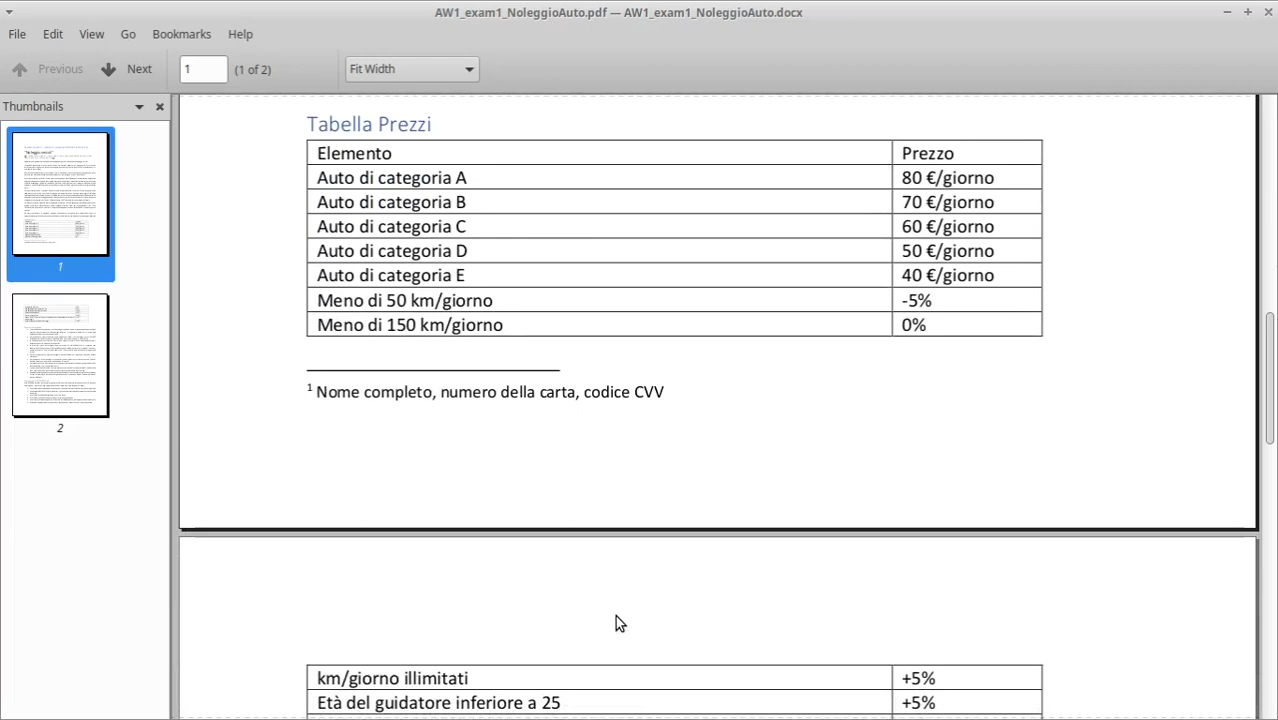 AW1_exam1_NoleggioAuto.pdf — AW1_exam1_NoleggioAuto.docx
File Edit View Go Bookmarks Help
Previous Next 1 (1 of 2) Fit Width
Thumbnails
1
2
Tabella Prezzi
Elemento Prezzo
Auto di categoria A 80 €/giorno
Auto di categoria B 70 €/giorno
Auto di categoria C 60 €/giorno
Auto di categoria D 50 €/giorno
Auto di categoria E 40 €/giorno
Meno di 50 km/giorno -5%
Meno di 150 km/giorno 0%
1 Nome completo, numero della carta, codice CVV
km/giorno illimitati +5%
Età del guidatore inferiore a 25 +5%